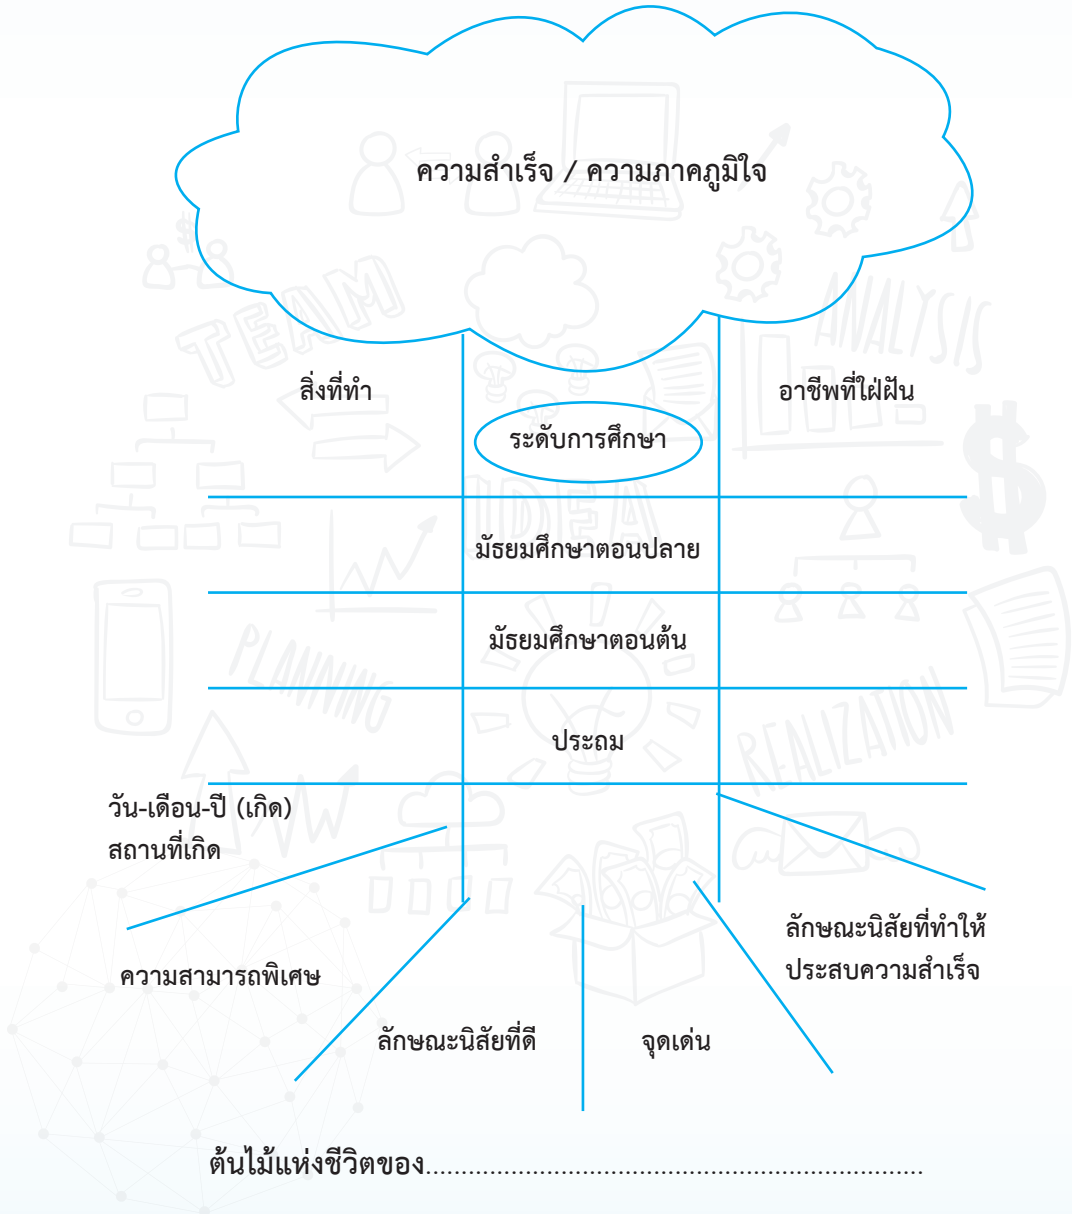 ความสำเร็จ / ความภาคภูมิใจ
TEAM
ANALYSIS
สิ่งที่ทำ
อาชีพที่ใฝ่ฝัน
ระดับการศึกษา
IDEA
มัธยมศึกษาตอนปลาย
มัธยมศึกษาตอนต้น
PLANNING
REALIZATION
ประถม
วัน-เดือน-ปี (เกิด)
สถานที่เกิด
ลักษณะนิสัยที่ทำให้
ประสบความสำเร็จ
ความสามารถพิเศษ
ลักษณะนิสัยที่ดี
จุดเด่น
ต้นไม้แห่งชีวิตของ......................................................................